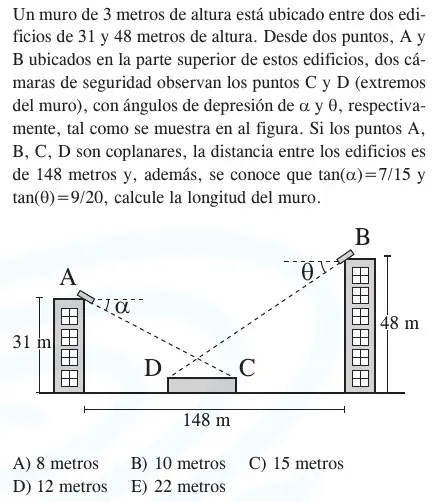 Un muro de 3 metros de altura está ubicado entre dos edi-
ficios de 31 y 48 metros de altura. Desde dos puntos, A y
B ubicados en la parte superior de estos edificios, dos cá-
maras de seguridad observan los puntos C y D (extremos
del muro), con ángulos de depresión de α y θ, respectiva-
mente, tal como se muestra en al figura. Si los puntos A,
B, C, D son coplanares, la distancia entre los edificios es
de 148 metros y, además, se conoce que tan(α)=7/15 y
tan(θ)=9/20, calcule la longitud del muro.
B
θ
A
α
48 m
31 m
D
C
148 m
A) 8 metros B) 10 metros C) 15 metros
D) 12 metros E) 22 metros